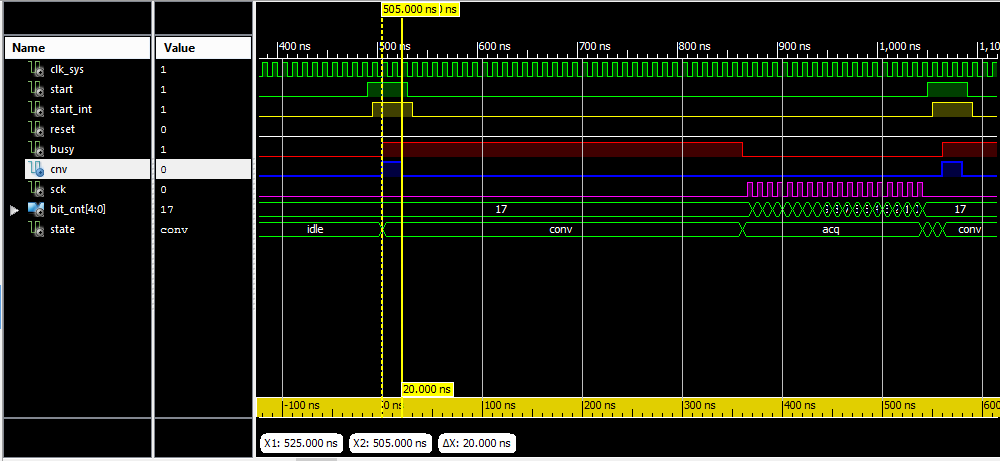 505.000 ns
Name Value
400 ns 500 ns 600 ns 700 ns 800 ns 900 ns 1,000 ns 1,10
clk_sys 1
start 1
start_int 1
reset 0
busy 1
cnv 0
sck 0
bit_cnt[4:0] 17 17 17
state conv idle conv acq conv
20.000 ns
-100 ns 0 ns 100 ns 200 ns 300 ns 400 ns 500 ns 600
X1: 525.000 ns X2: 505.000 ns ΔX: 20.000 ns